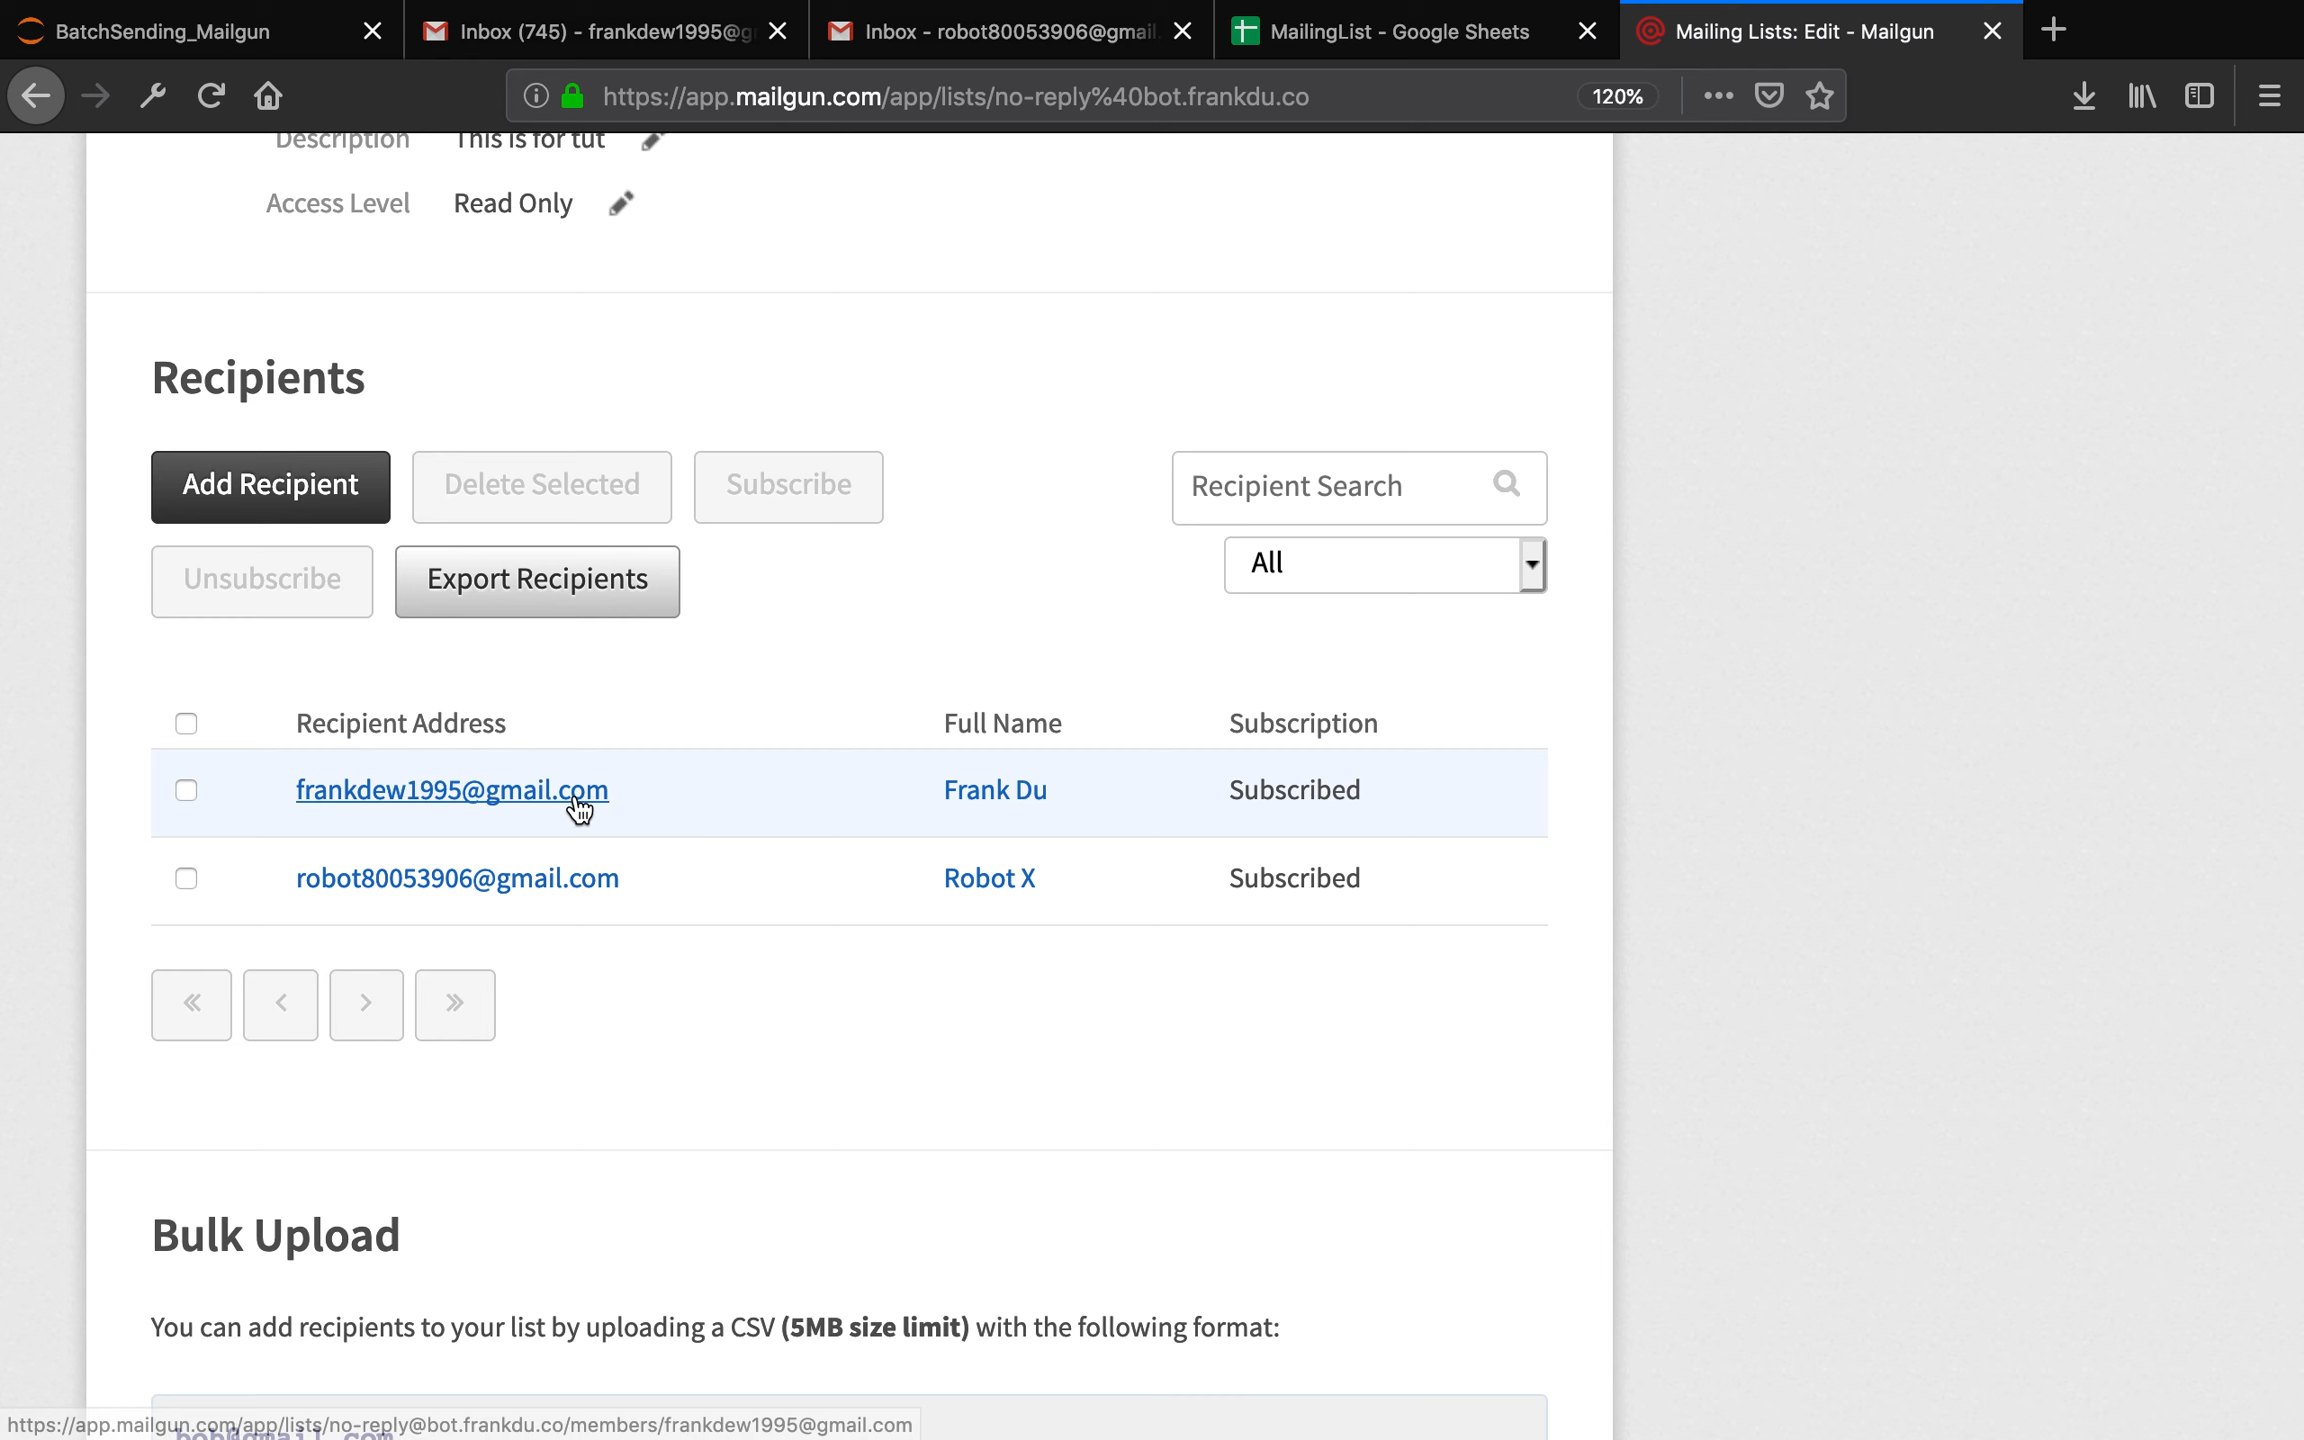 BatchSending_Mailgun
Inbox (745) - frankdew1995@g
Inbox - robot80053906@gmail.
MailingList - Google Sheets
Mailing Lists: Edit - Mailgun
https://app.mailgun.com/app/lists/no-reply%40bot.frankdu.co
120%
Description This is for tut
Access Level Read Only
Recipients
Add Recipient Delete Selected Subscribe
Recipient Search
Unsubscribe Export Recipients
All
Recipient Address Full Name Subscription
frankdew1995@gmail.com Frank Du Subscribed
robot80053906@gmail.com Robot X Subscribed
« < > »
Bulk Upload
You can add recipients to your list by uploading a CSV (5MB size limit) with the following format:
https://app.mailgun.com/app/lists/no-reply@bot.frankdu.co/members/frankdew1995@gmail.com